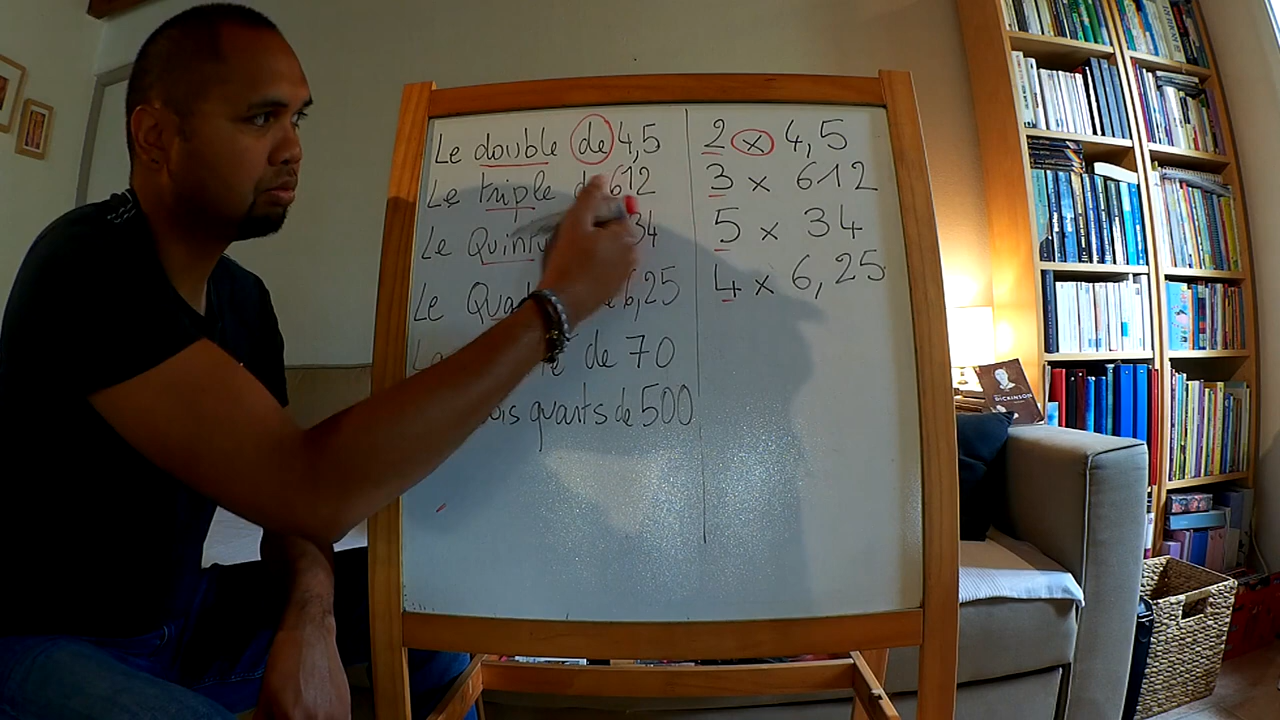 Le double de 4,5 2 x 4,5
Le triple 612 3 x 612
Le 34 5 x 34
Le 6,25 4 x 6,25
de 70
quarts de 500
DICKINSON